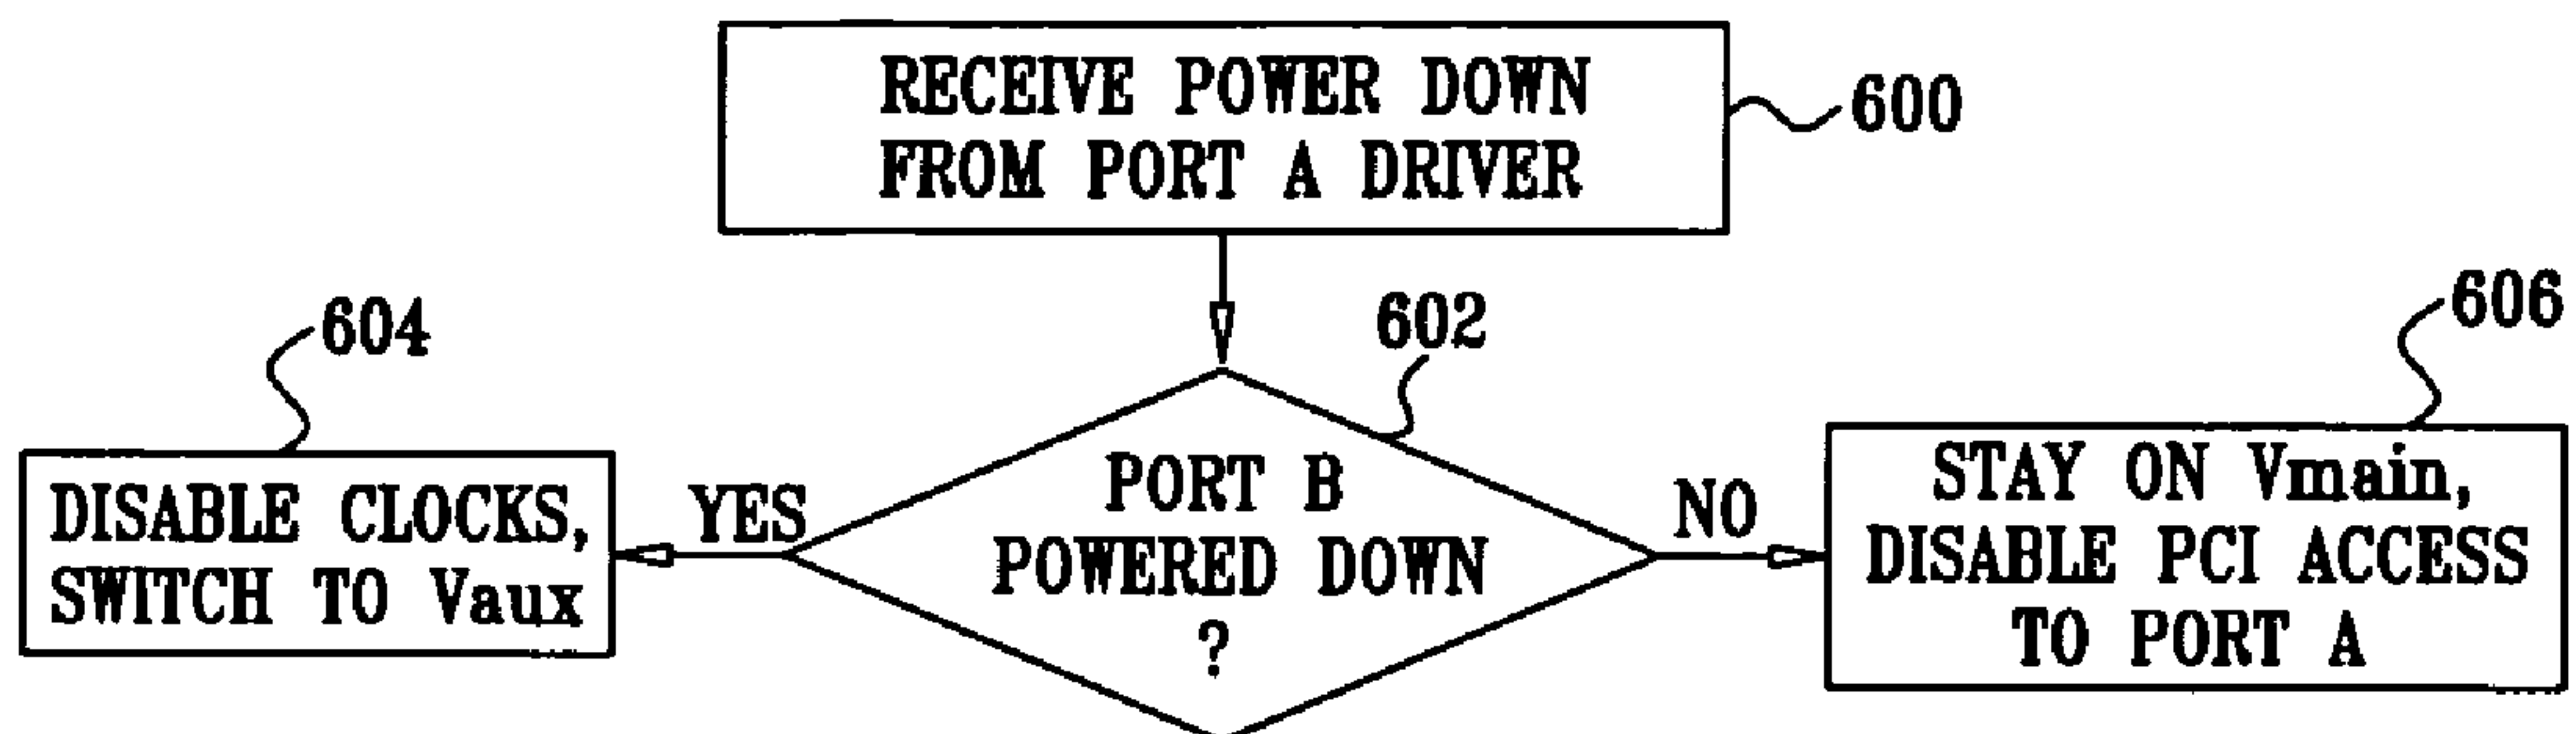 RECEIVE POWER DOWN
FROM PORT A DRIVER
600
602
604
606
DISABLE CLOCKS,
SWITCH TO Vaux
YES
PORT B
POWERED DOWN
?
NO
STAY ON Vmain,
DISABLE PCI ACCESS
TO PORT A